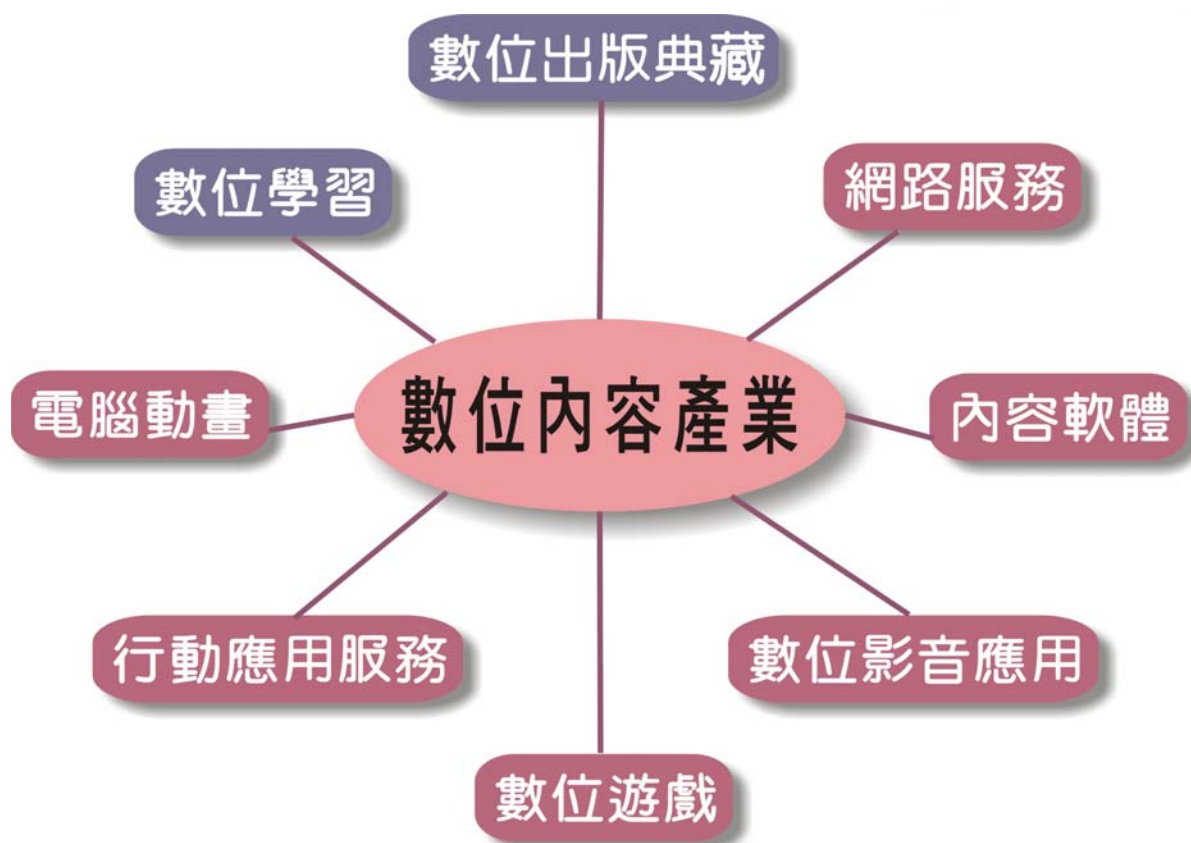 數位出版典藏
數位學習
網路服務
電腦動畫
數位內容產業
內容軟體
行動應用服務
數位影音應用
數位遊戲